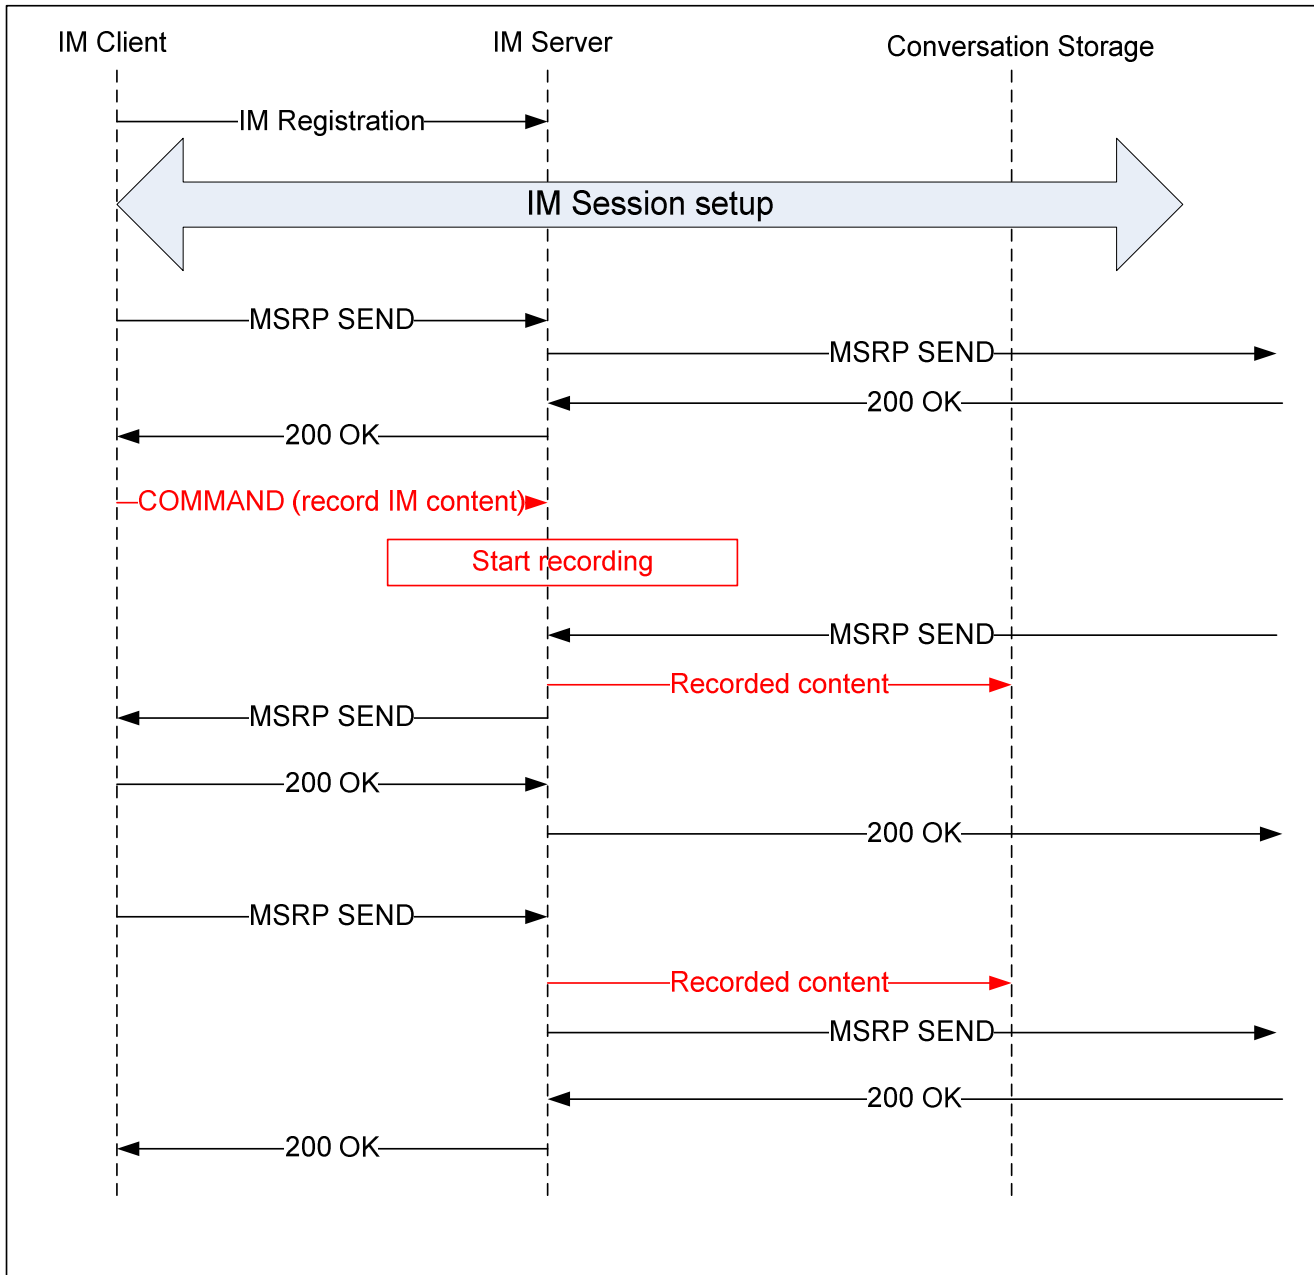 IM Client
IM Server
Conversation Storage
IM Registration
IM Session setup
MSRP SEND
MSRP SEND
200 OK
200 OK
COMMAND (record IM content)
Start recording
MSRP SEND
Recorded content
MSRP SEND
200 OK
200 OK
MSRP SEND
Recorded content
MSRP SEND
200 OK
200 OK